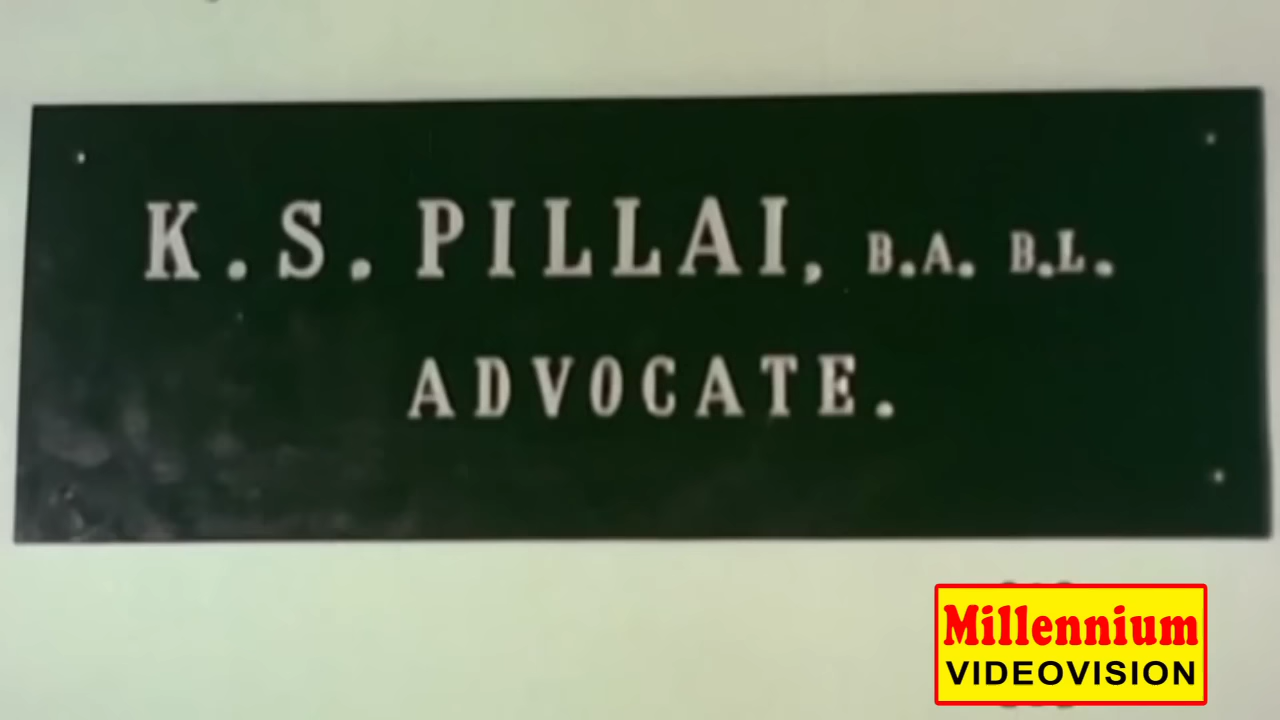 K. S. PILLAI, B.A. B.L.
ADVOCATE.
Millennium
VIDEOVISION